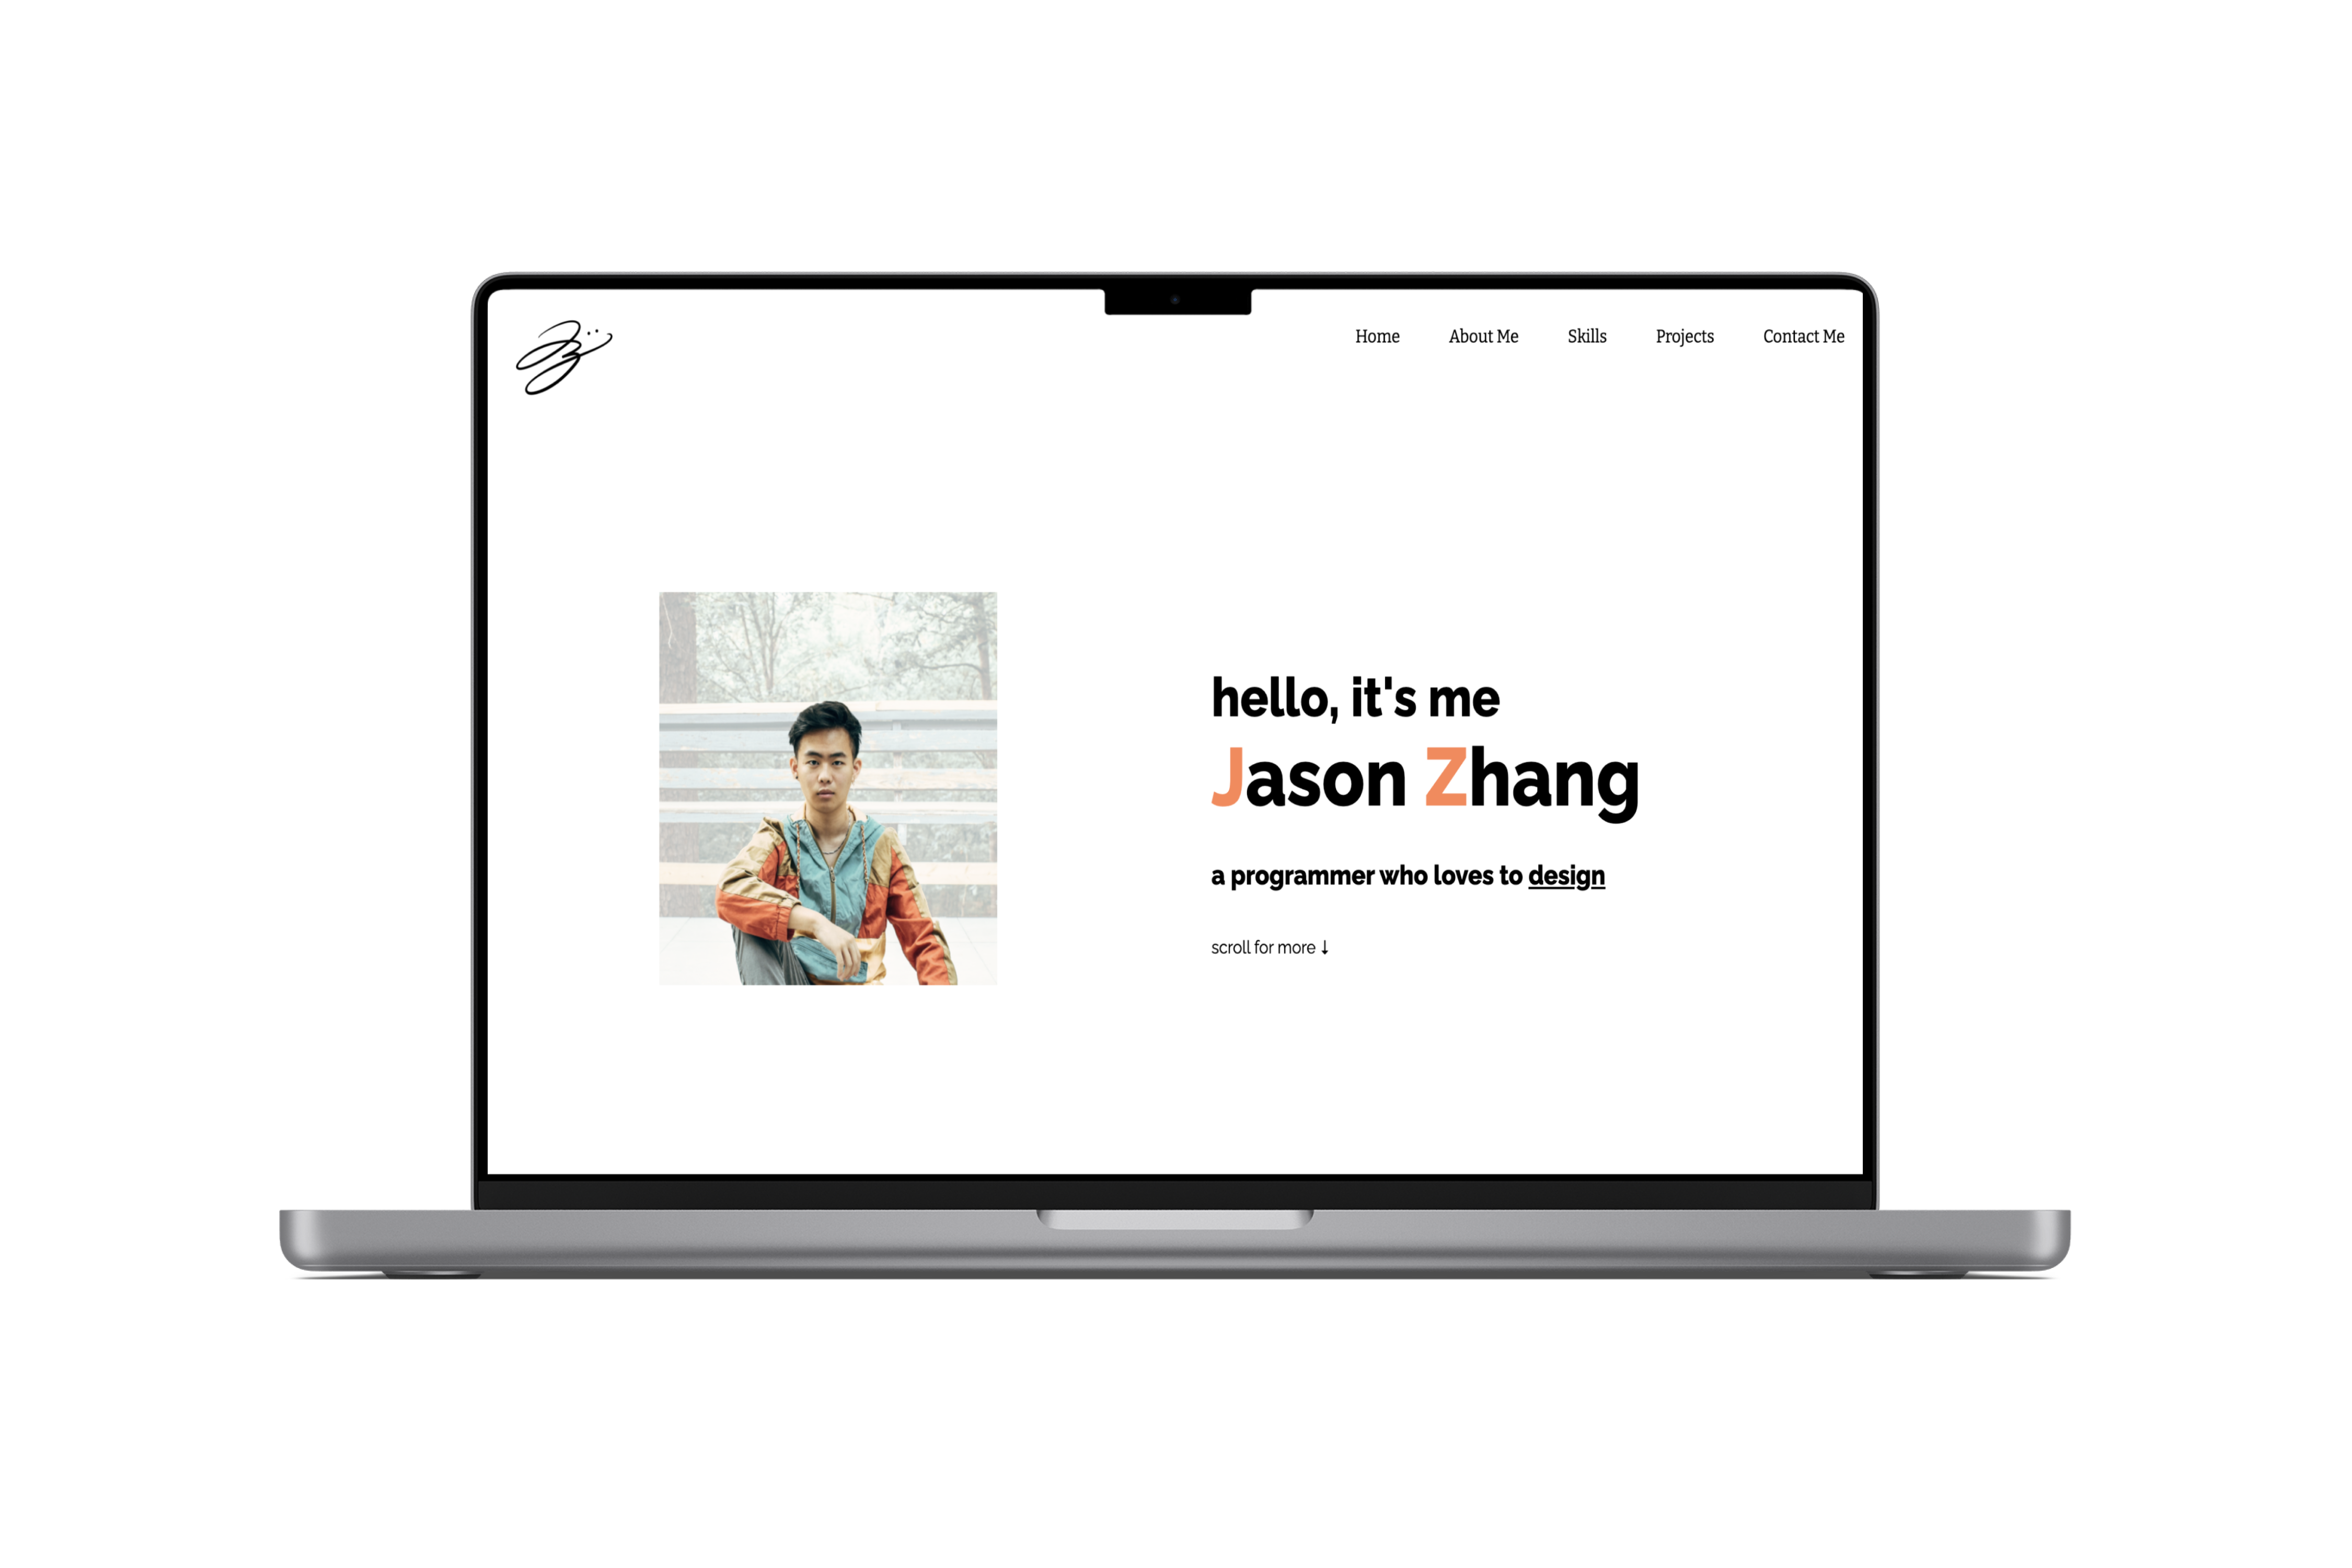 Home About Me Skills Projects Contact Me
hello, it's me
Jason Zhang
a programmer who loves to design
scroll for more ↓